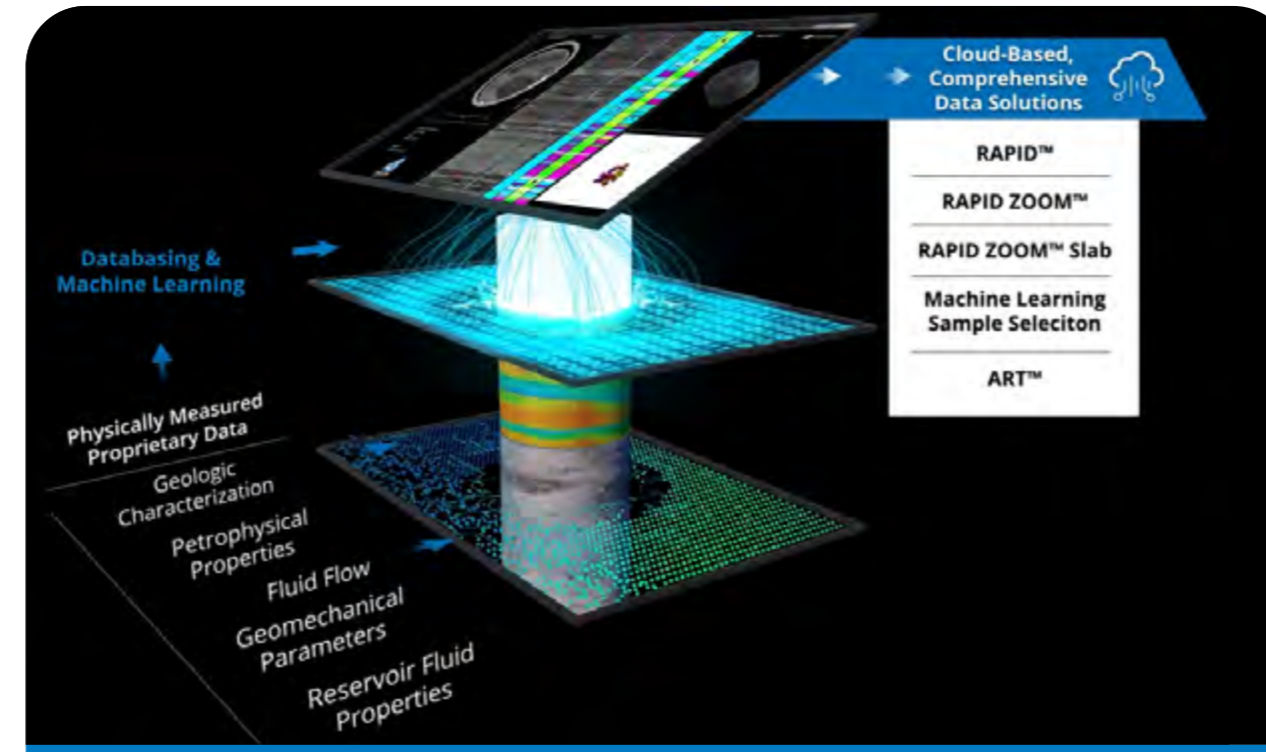 Cloud-Based,
Comprehensive
Data Solutions
RAPID™
RAPID ZOOM™
RAPID ZOOM™ Slab
Machine Learning
Sample Seleciton
ART™
Databasing &
Machine Learning
Physically Measured
Proprietary Data
Geologic
Characterization
Petrophysical
Properties
Fluid Flow
Geomechanical
Parameters
Reservoir Fluid
Properties